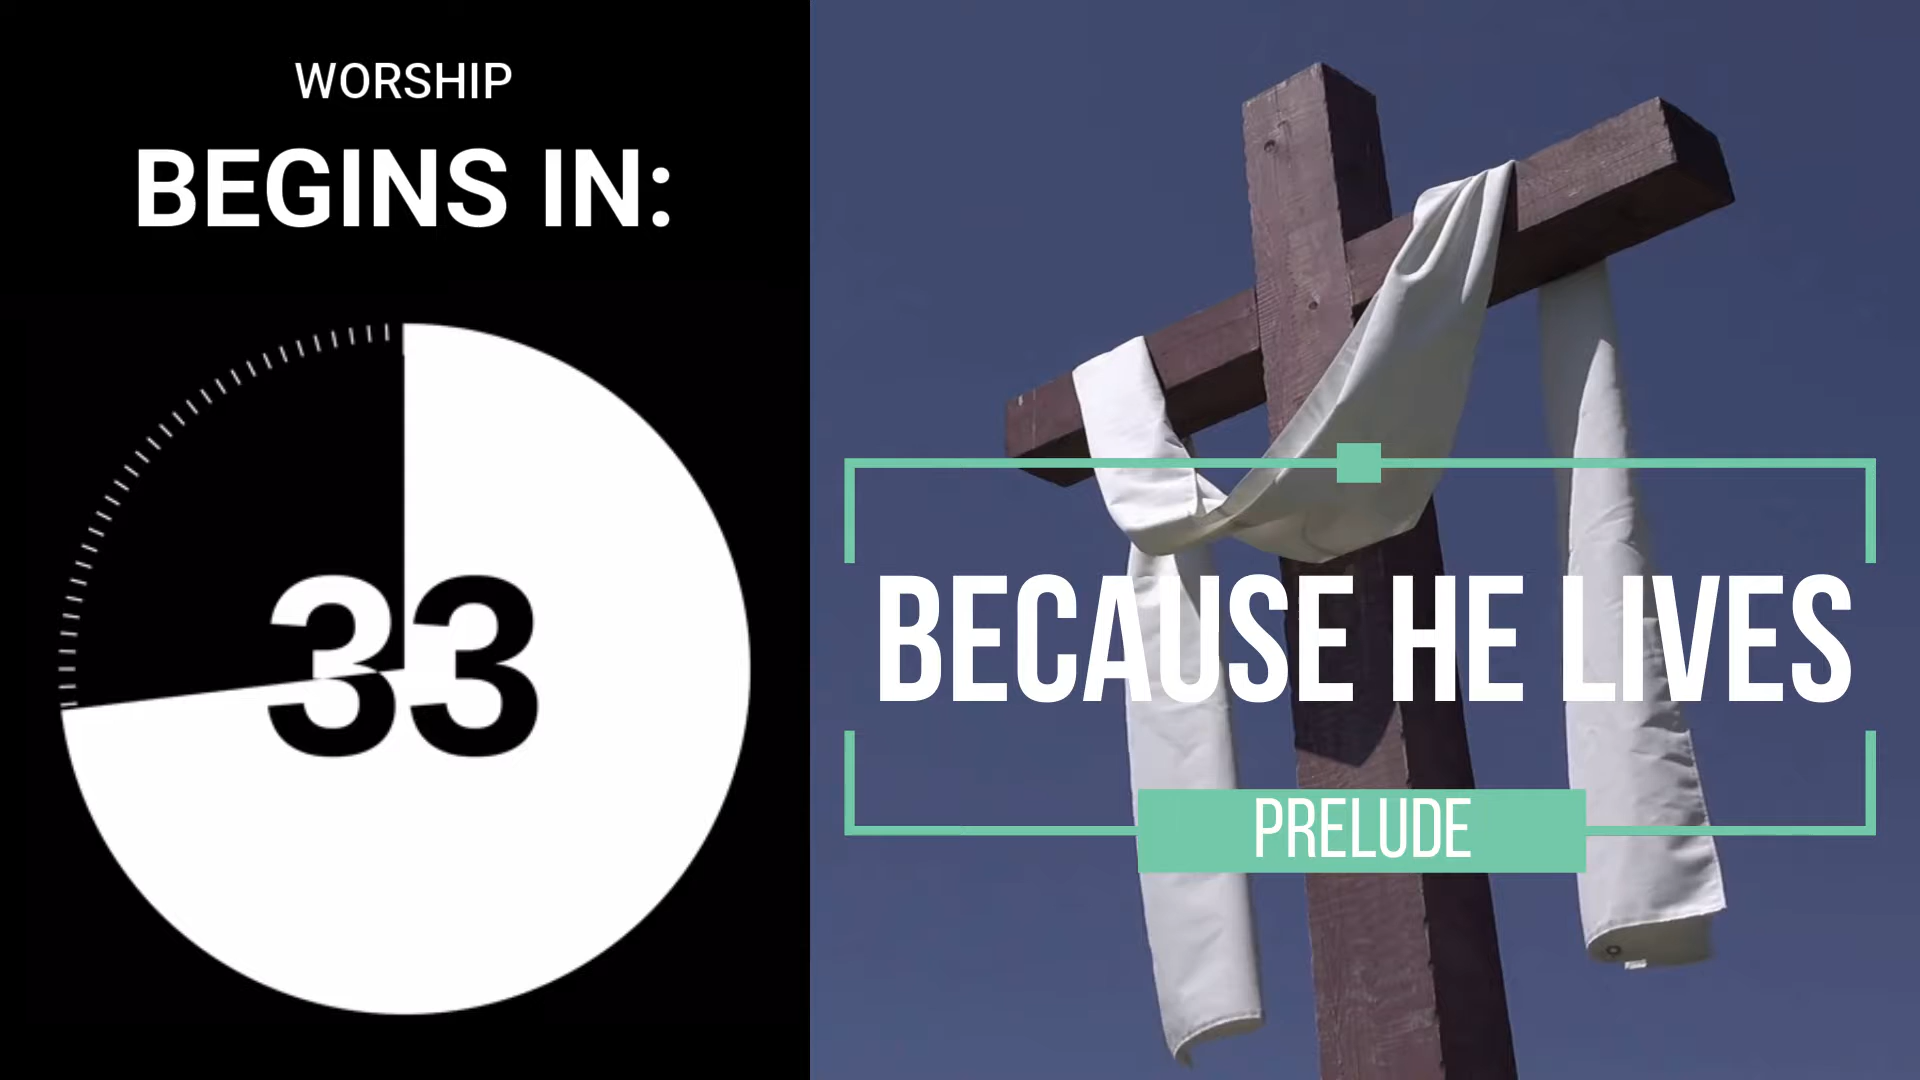 WORSHIP
BEGINS IN:
33
BECAUSE HE LIVES
PRELUDE